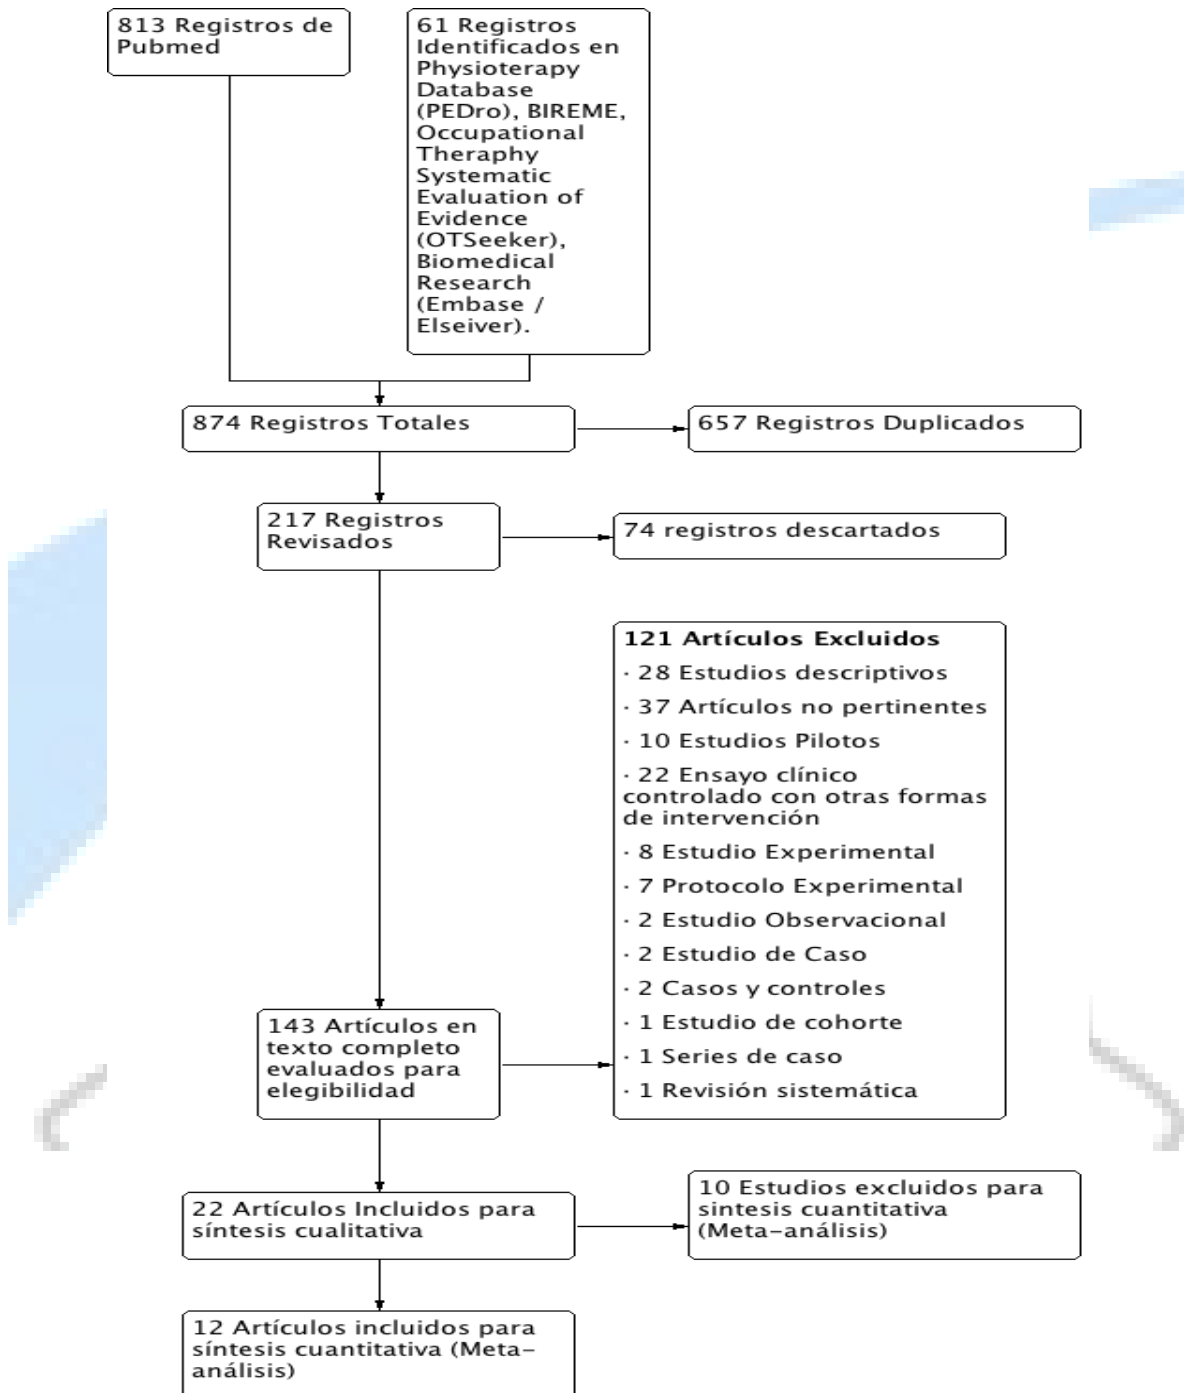 813 Registros de
Pubmed
61 Registros
Identificados en
Physioterapy
Database
(PEDro), BIREME,
Occupational
Theraphy
Systematic
Evaluation of
Evidence
(OTSeeker),
Biomedical
Research
(Embase /
Elseiver).
874 Registros Totales
657 Registros Duplicados
217 Registros
Revisados
74 registros descartados
121 Artículos Excluidos
· 28 Estudios descriptivos
· 37 Artículos no pertinentes
· 10 Estudios Pilotos
· 22 Ensayo clínico
controlado con otras formas
de intervención
· 8 Estudio Experimental
· 7 Protocolo Experimental
· 2 Estudio Observacional
· 2 Estudio de Caso
· 2 Casos y controles
· 1 Estudio de cohorte
· 1 Series de caso
· 1 Revisión sistemática
143 Artículos en
texto completo
evaluados para
elegibilidad
22 Artículos Incluidos para
síntesis cualitativa
10 Estudios excluidos para
sintesis cuantitativa
(Meta-análisis)
12 Artículos incluidos para
síntesis cuantitativa (Meta-
análisis)